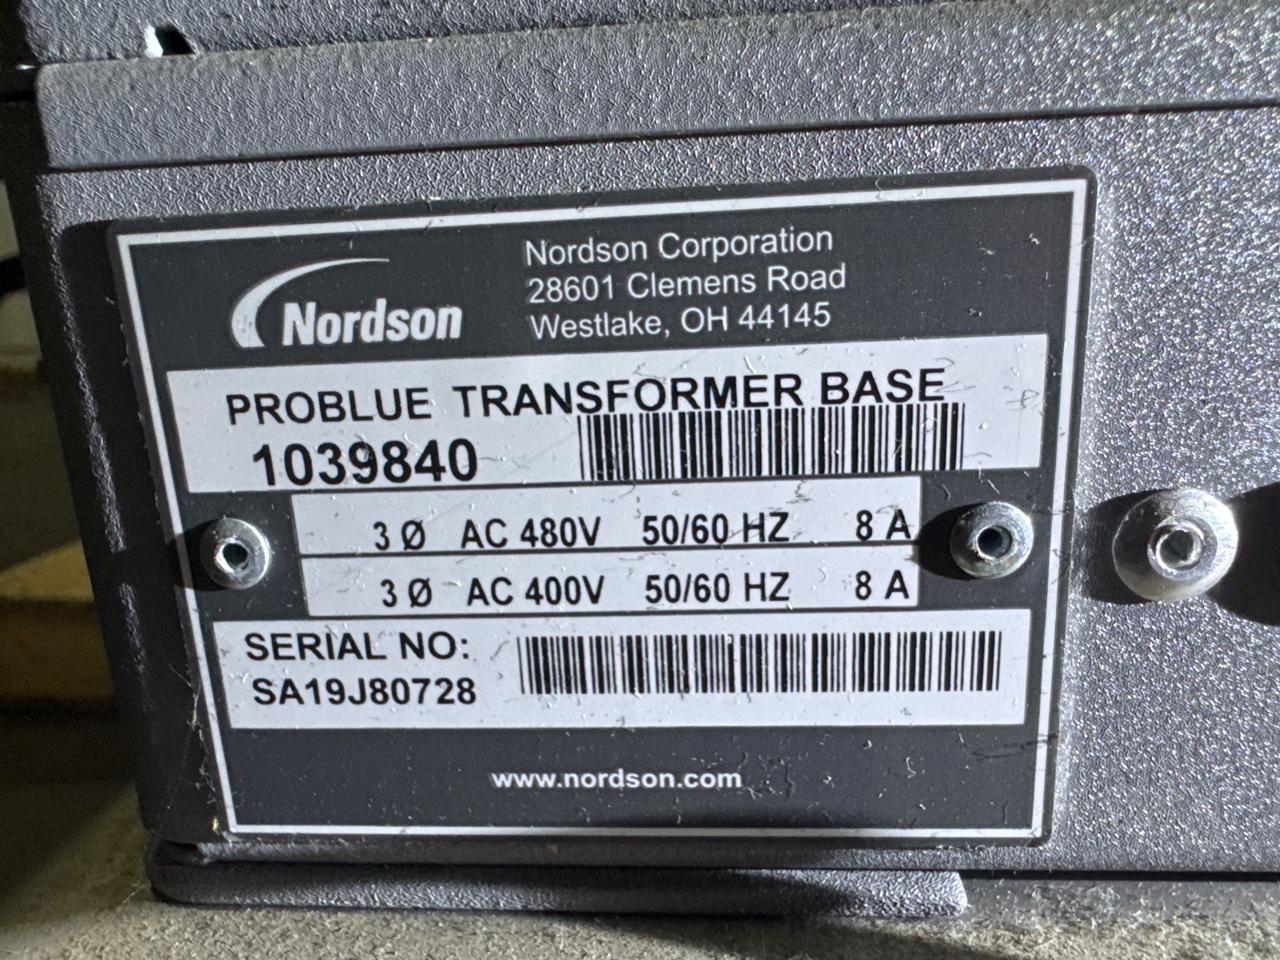 Nordson
Nordson Corporation
28601 Clemens Road
Westlake, OH 44145
PROBLUE TRANSFORMER BASE
1039840
3 Ø AC 480V 50/60 HZ 8 A
3 Ø AC 400V 50/60 HZ 8 A
SERIAL NO:
SA19J80728
www.nordson.com